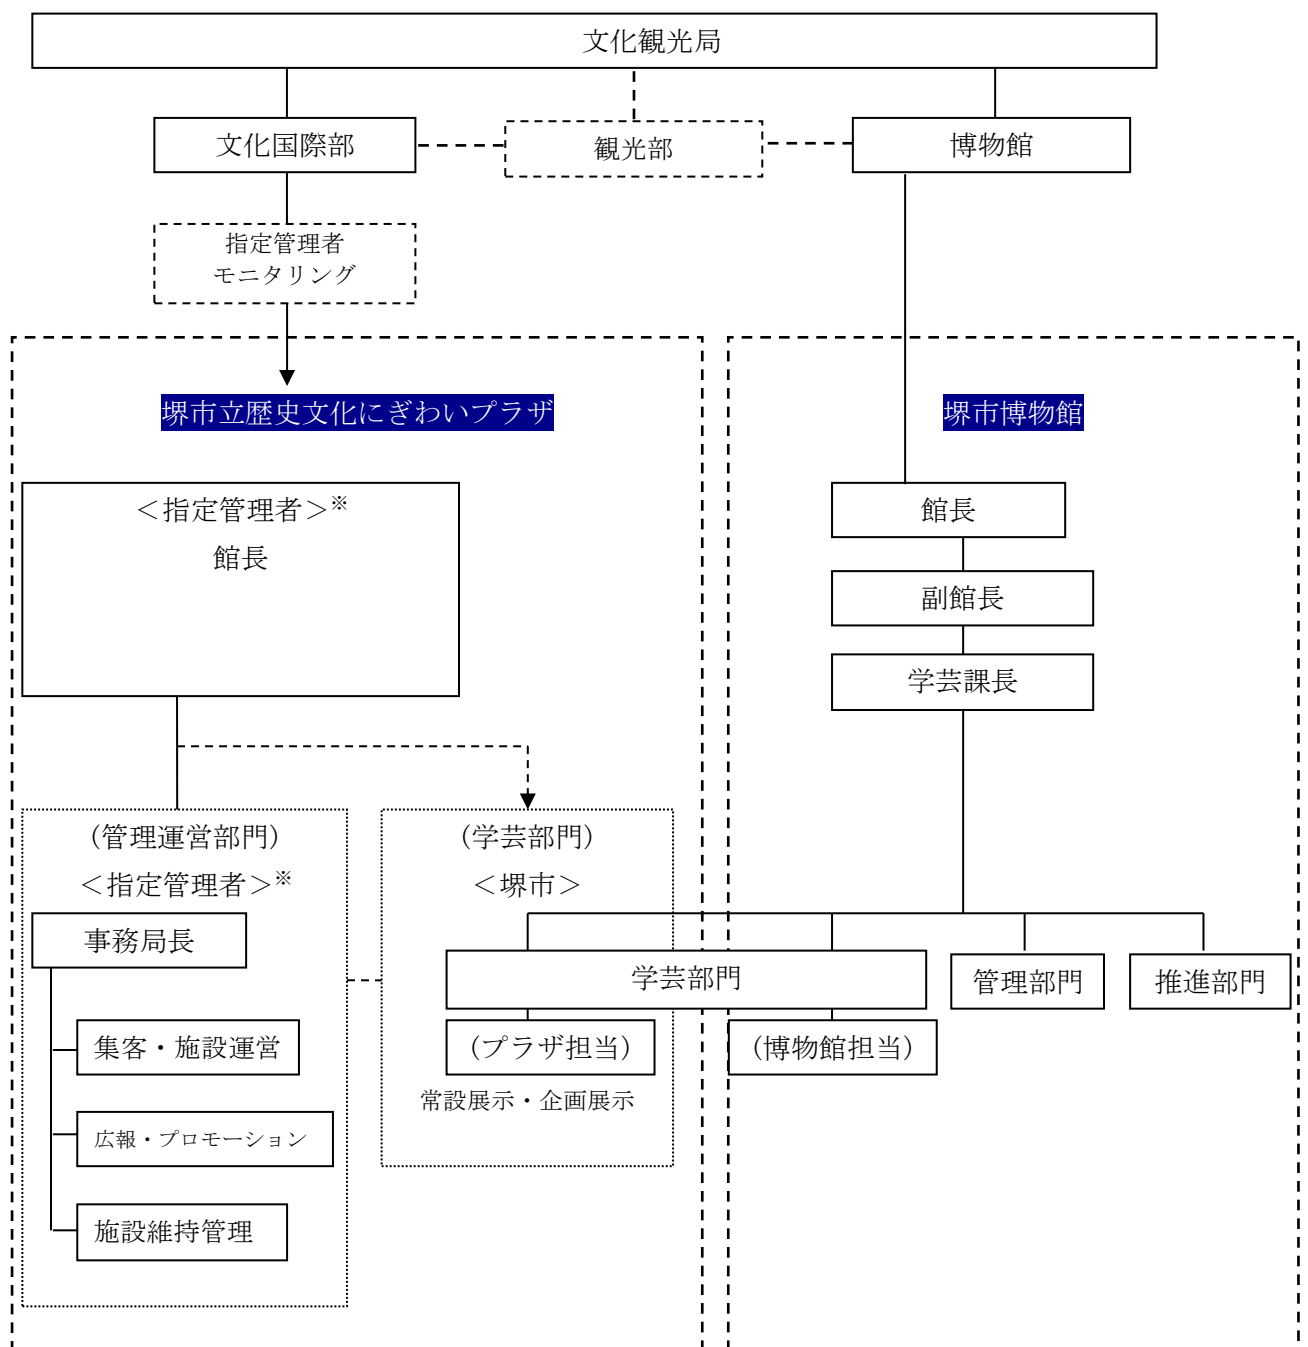 文化観光局
文化国際部
観光部
博物館
指定管理者
モニタリング
堺市立歴史文化にぎわいプラザ
堺市博物館
＜指定管理者＞※
館長
館長
副館長
学芸課長
（管理運営部門）
＜指定管理者＞※
（学芸部門）
＜堺市＞
事務局長
学芸部門
管理部門
推進部門
集客・施設運営
（プラザ担当）
（博物館担当）
常設展示・企画展示
広報・プロモーション
施設維持管理